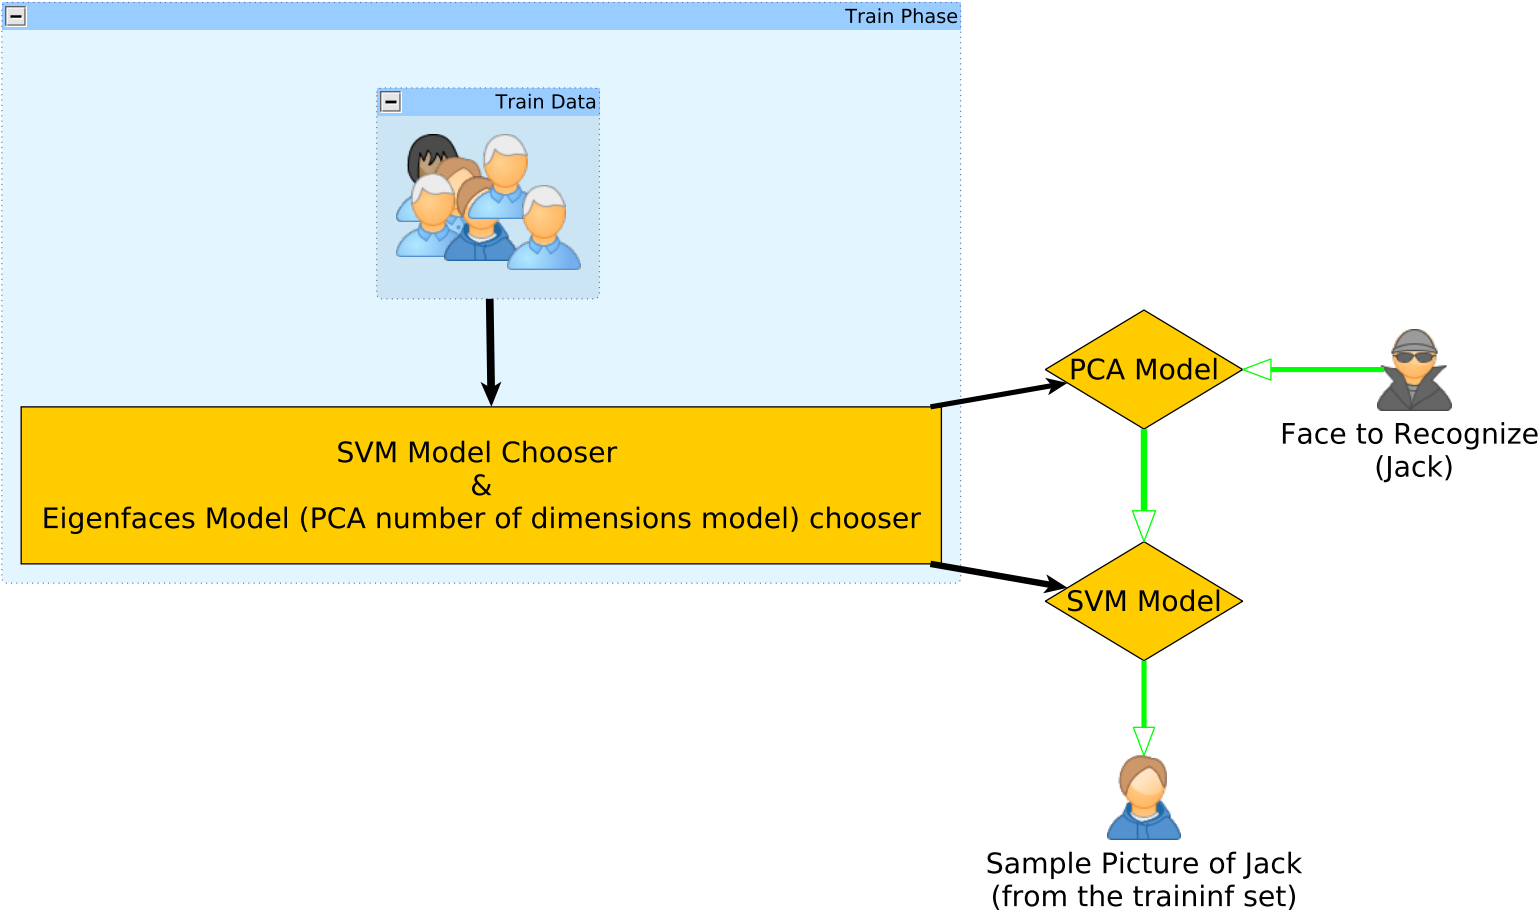 Train Phase
Train Data
SVM Model Chooser
&
Eigenfaces Model (PCA number of dimensions model) chooser
PCA Model
Face to Recognize
(Jack)
SVM Model
Sample Picture of Jack
(from the traininf set)